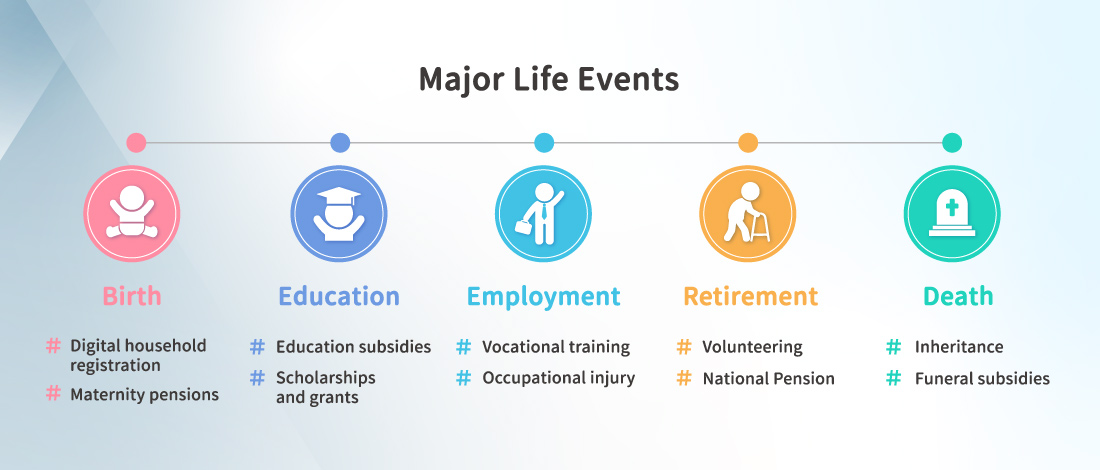 Major Life Events
Birth
# Digital household
registration
# Maternity pensions
Education
# Education subsidies
# Scholarships
and grants
Employment
# Vocational training
# Occupational injury
Retirement
# Volunteering
# National Pension
Death
# Inheritance
# Funeral subsidies